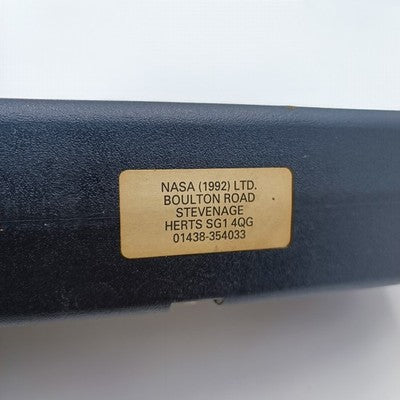 NASA (1992) LTD.
BOULTON ROAD
STEVENAGE
HERTS SG1 4QG
01438-354033